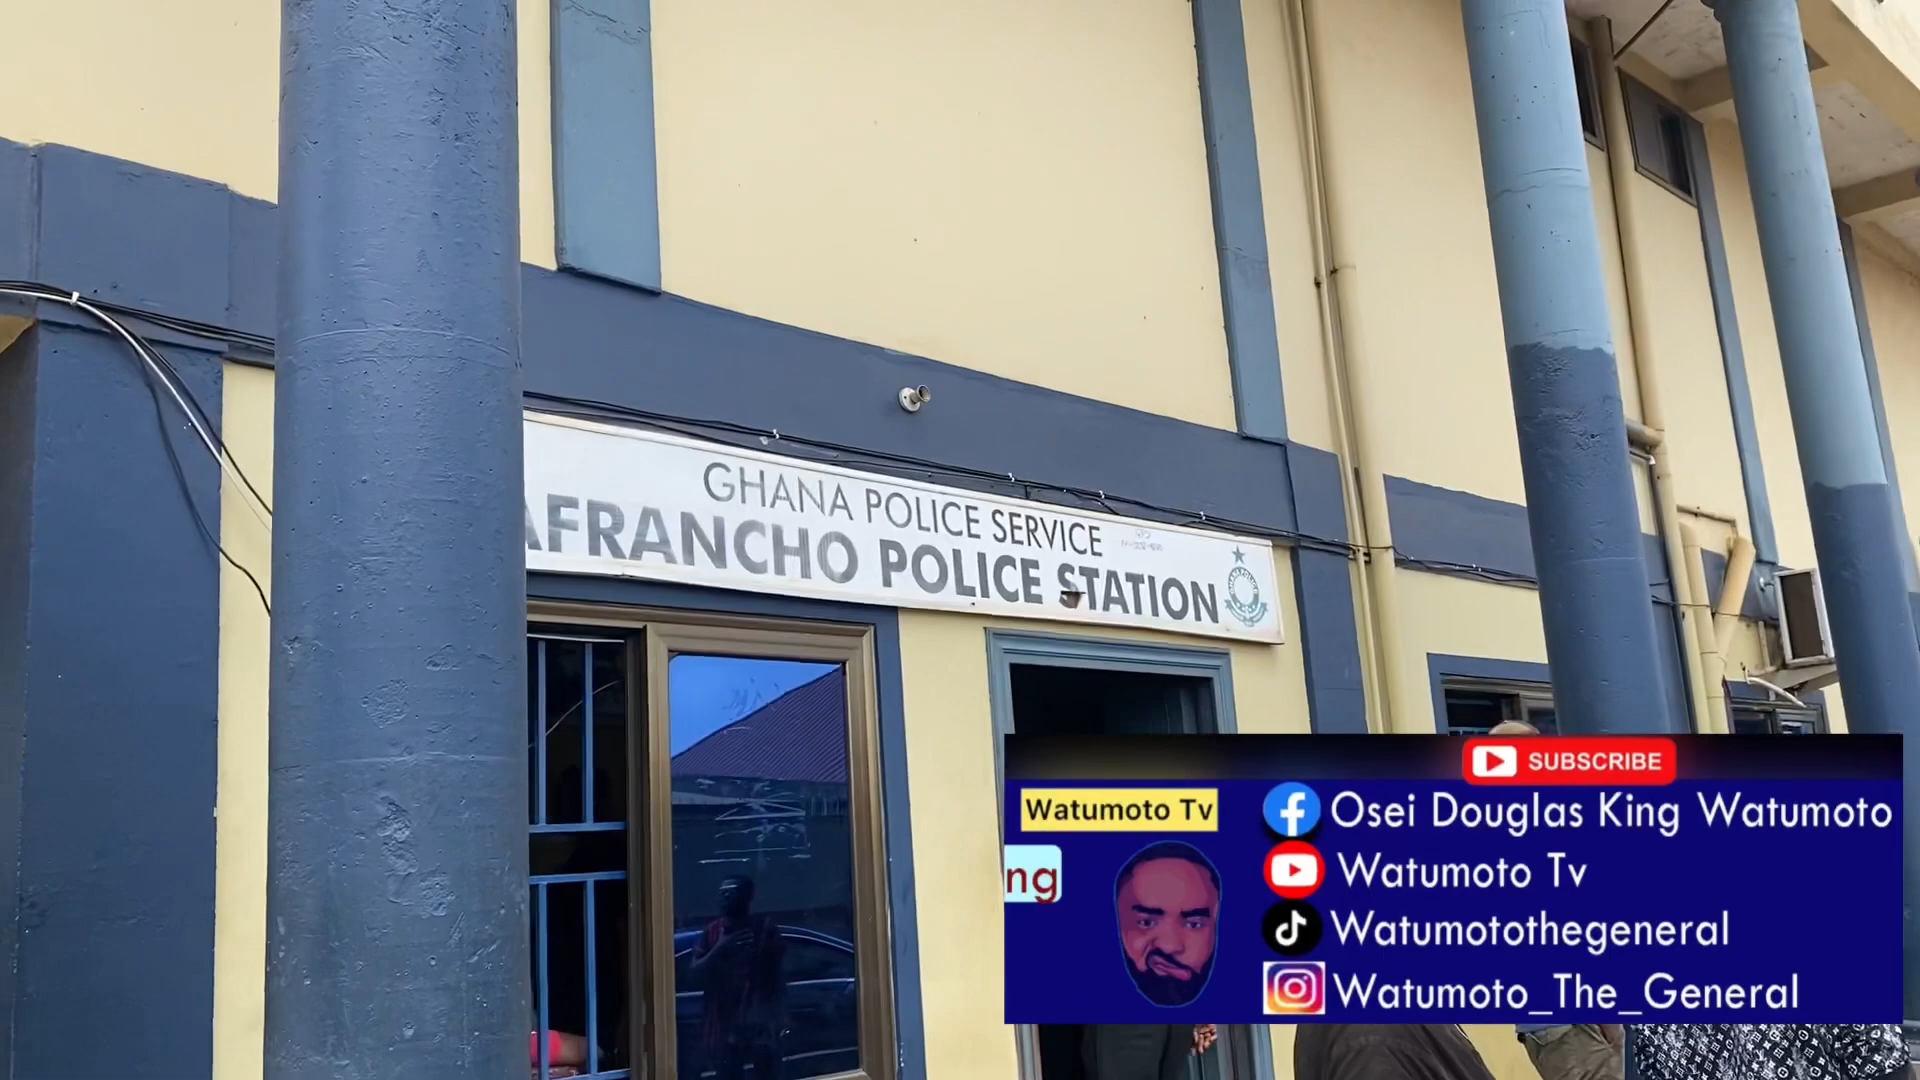 GHANA POLICE SERVICE
AFRANCHO POLICE STATION
SUBSCRIBE
Watumoto Tv
ng
Osei Douglas King Watumoto
Watumoto Tv
Watumotothegeneral
Watumoto_The_General